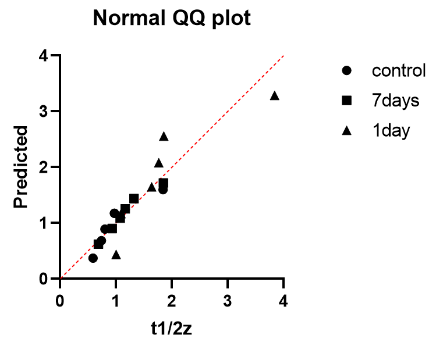 Normal QQ plot
4
3
2
1
0
Predicted
0 1 2 3 4
t1/2z
control
7days
1day